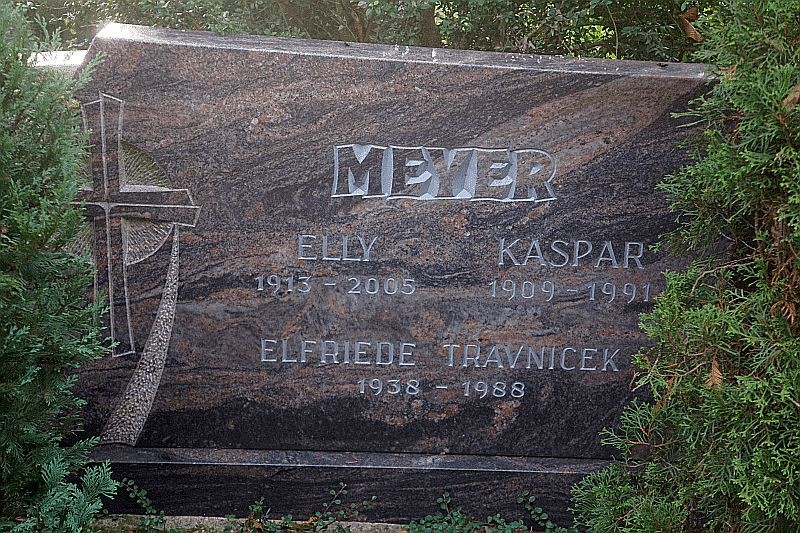 MEYER
ELLY KASPAR
1913 - 2005 1909 - 1991
ELFRIEDE TRAVNICEK
1938 - 1988